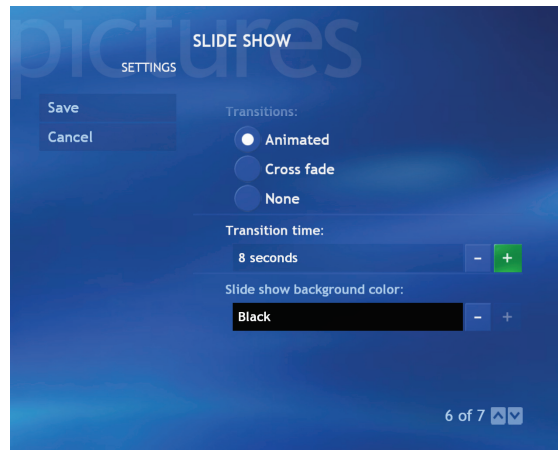 pictures
SLIDE SHOW
SETTINGS
Save
Cancel
Transitions:
Animated
Cross fade
None
Transition time:
8 seconds - +
Slide show background color:
Black - +
6 of 7